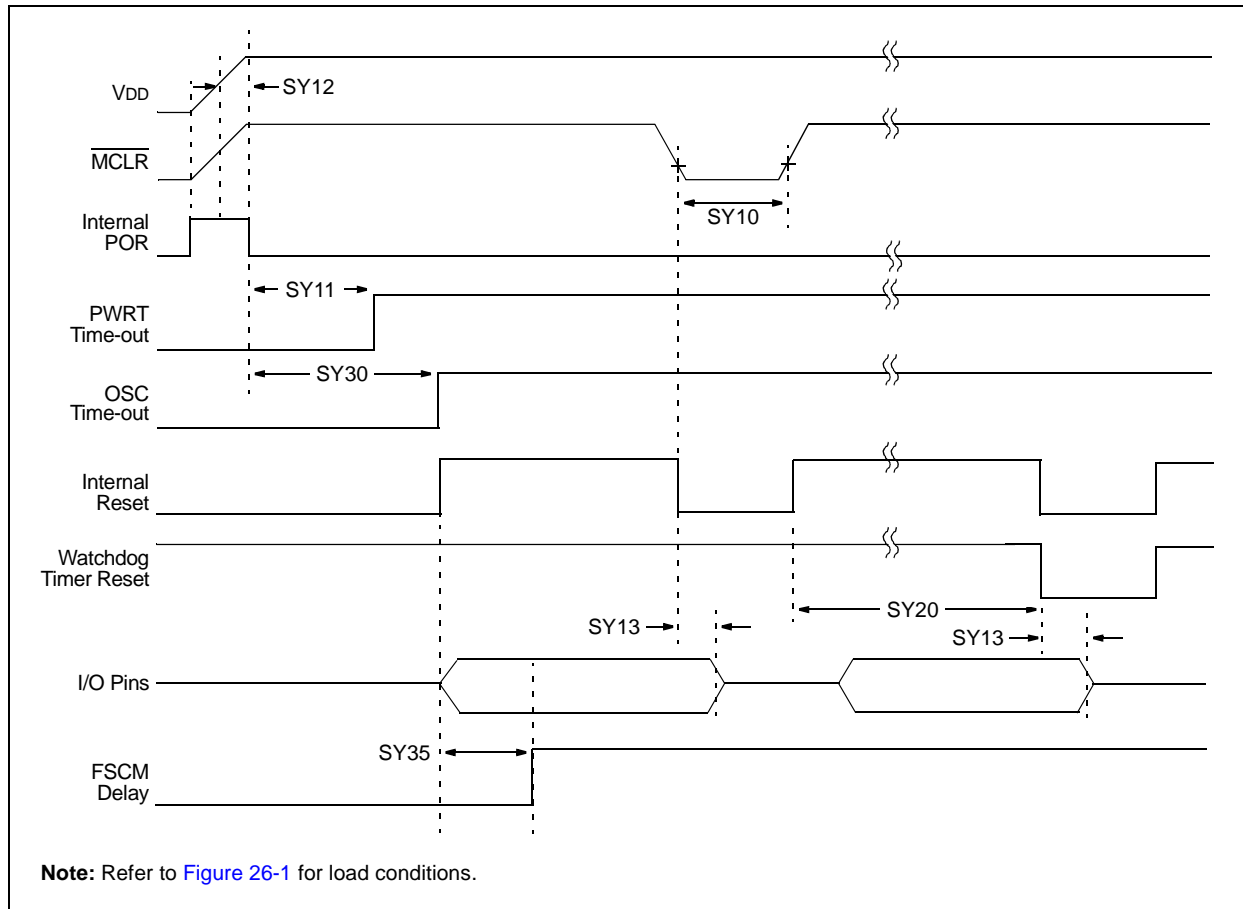 VDD
SY12
MCLR
SY10
Internal
POR
SY11
PWRT
Time-out
SY30
OSC
Time-out
Internal
Reset
Watchdog
Timer Reset
SY20
SY13
SY13
I/O Pins
SY35
FSCM
Delay
Note: Refer to Figure 26-1 for load conditions.